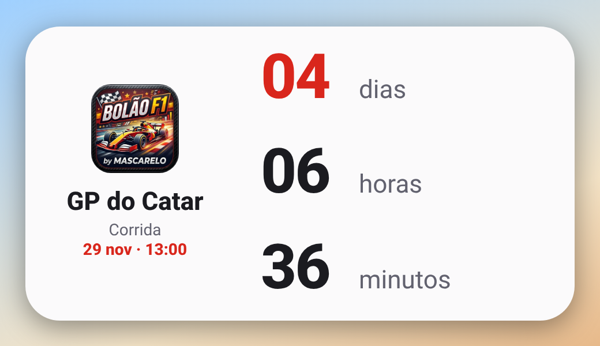 BOLÃO F1
by MASCARELO
GP do Catar
Corrida
29 nov · 13:00
04 dias
06 horas
36 minutos